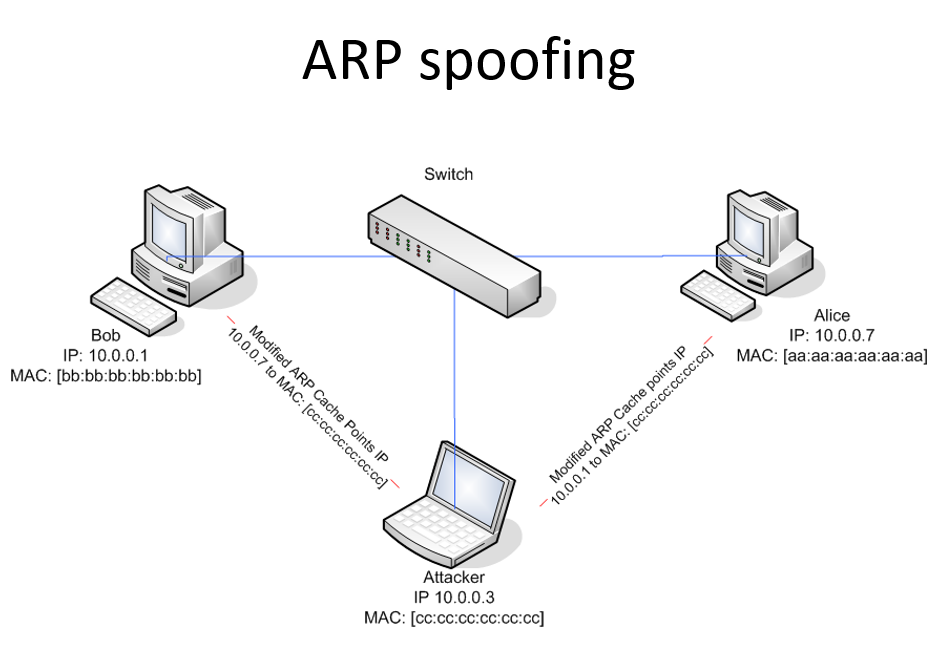 ARP spoofing
Switch
Bob
IP: 10.0.0.1
MAC: [bb:bb:bb:bb:bb:bb]
Alice
IP: 10.0.0.7
MAC: [aa:aa:aa:aa:aa:aa]
Modified ARP Cache Points IP
10.0.0.7 to MAC: [cc:cc:cc:cc:cc:cc]
Modified ARP Cache points IP
10.0.0.1 to MAC: [cc:cc:cc:cc:cc:cc]
Attacker
IP 10.0.0.3
MAC: [cc:cc:cc:cc:cc:cc]